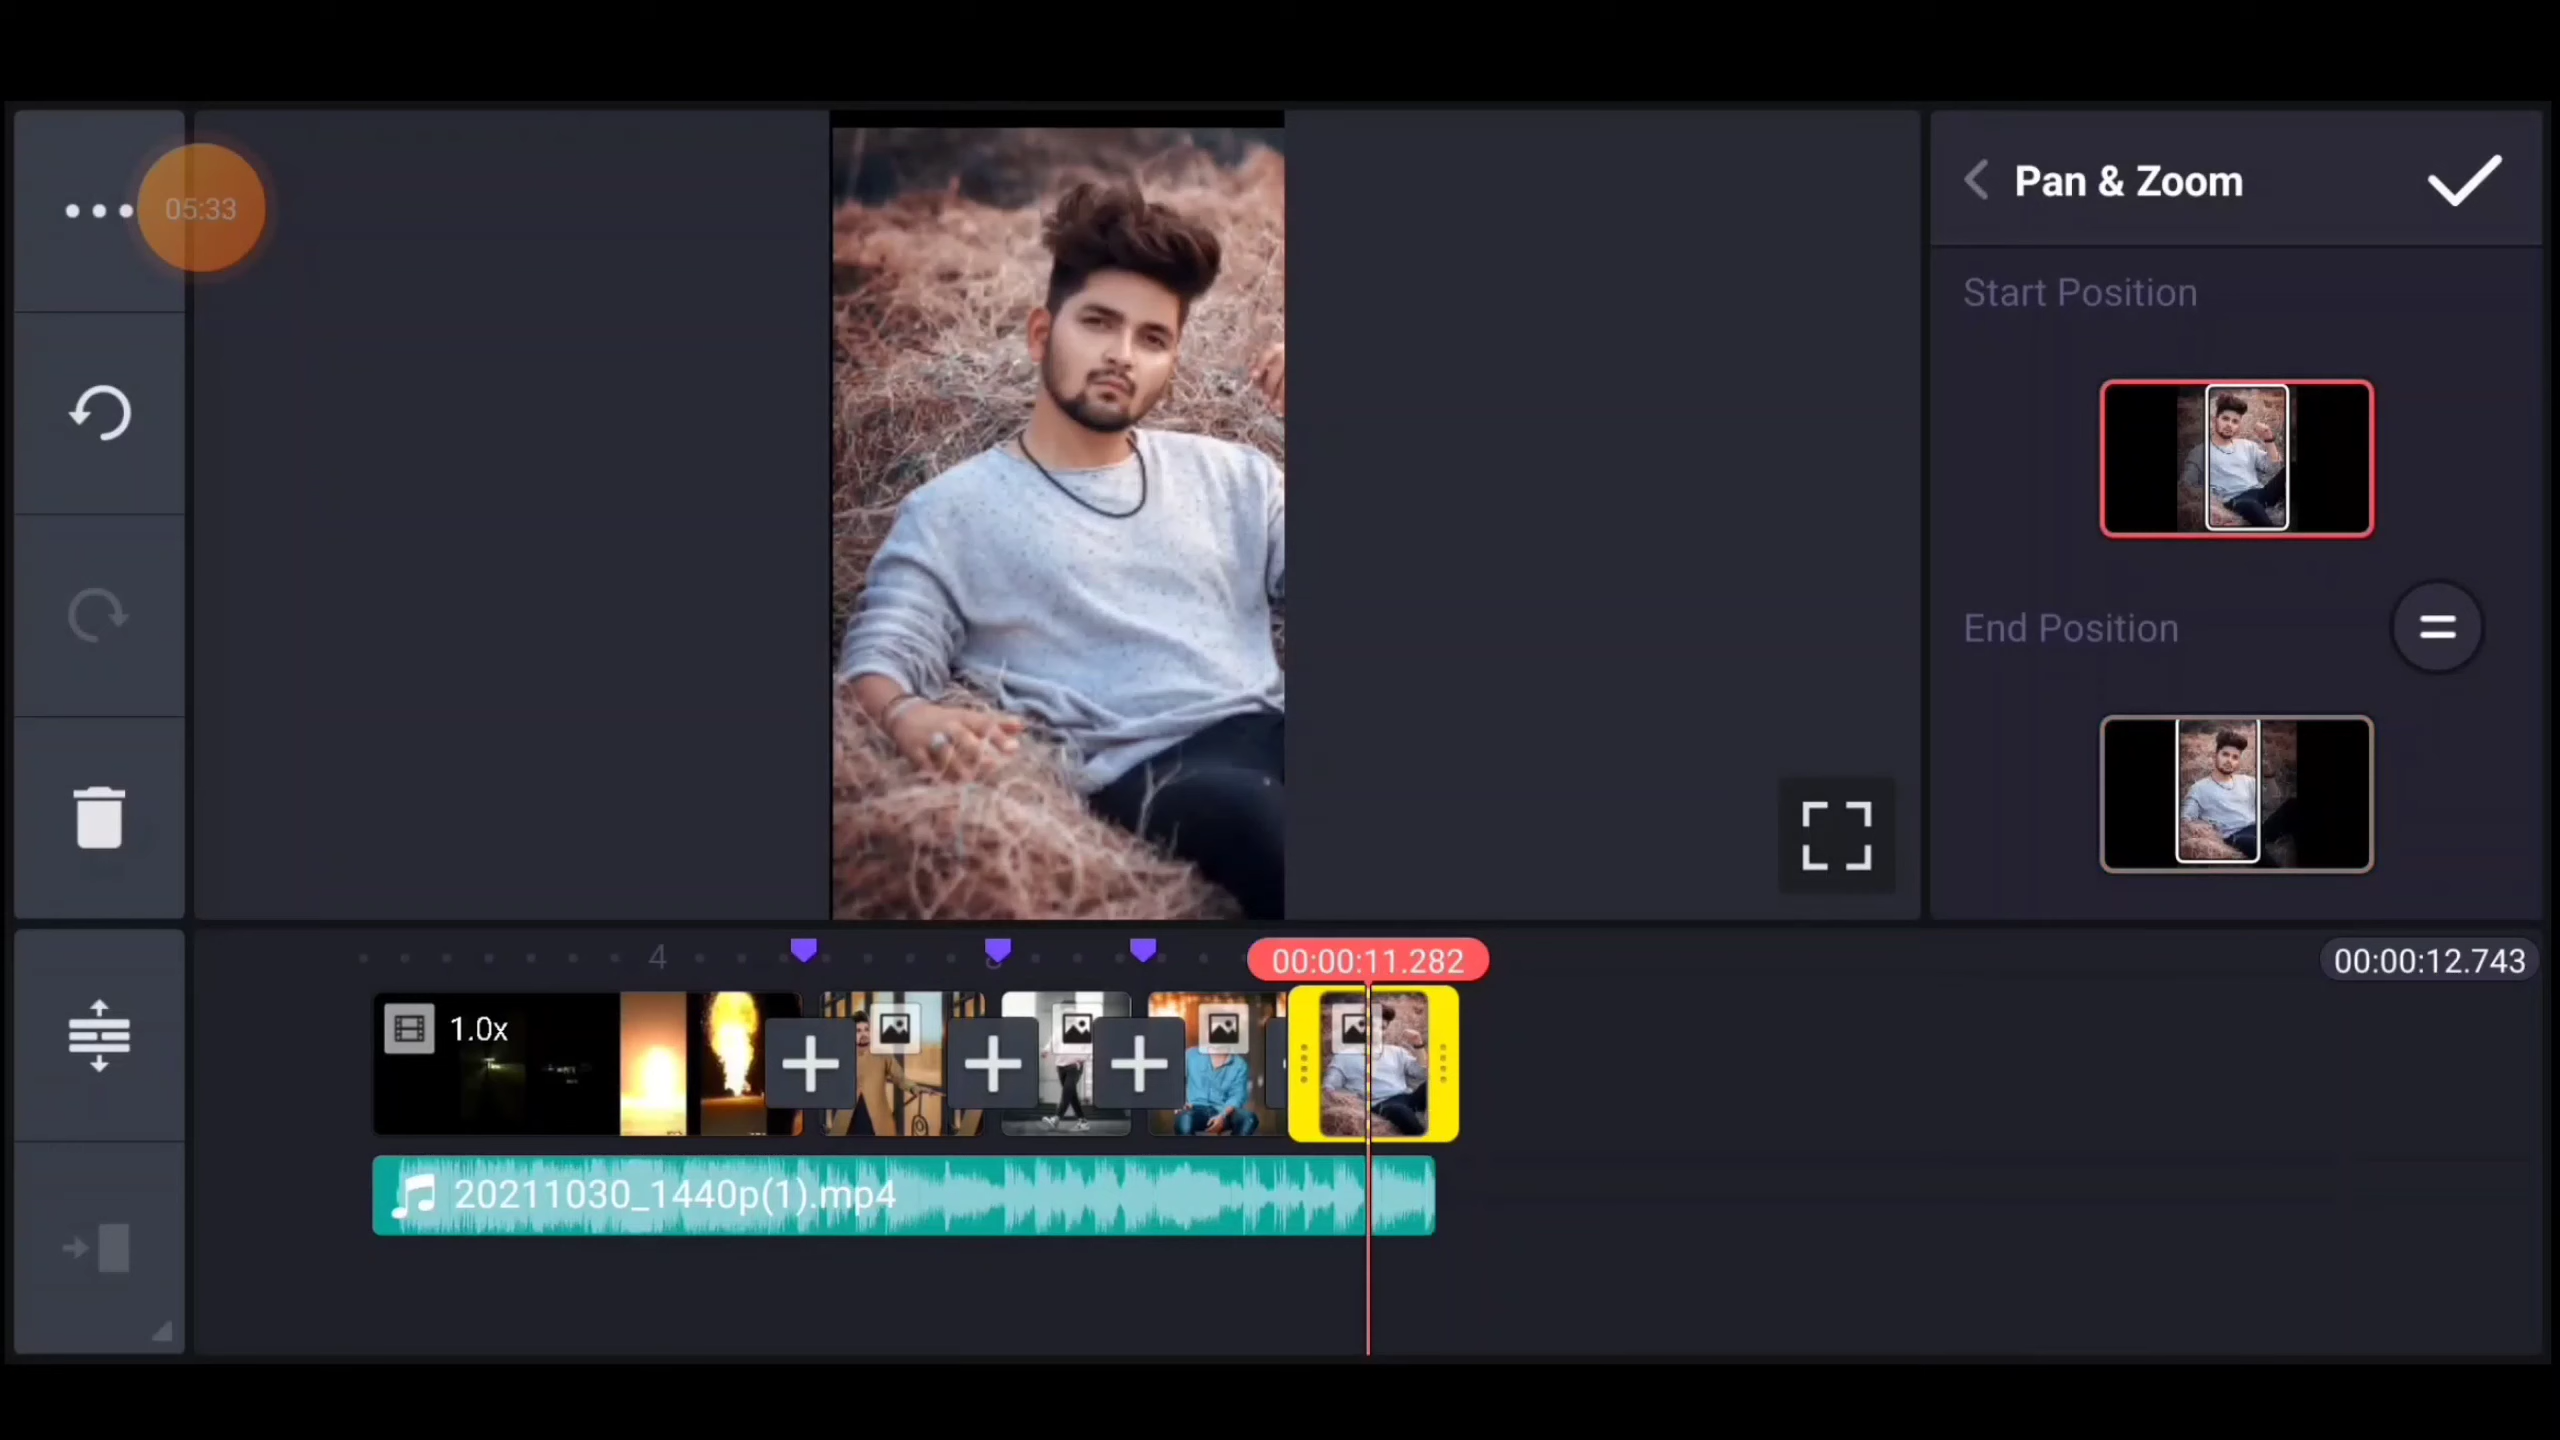 05:33
Pan & Zoom
Start Position
End Position
4
00:00:11.282
00:00:12.743
1.0x
20211030_1440p(1).mp4